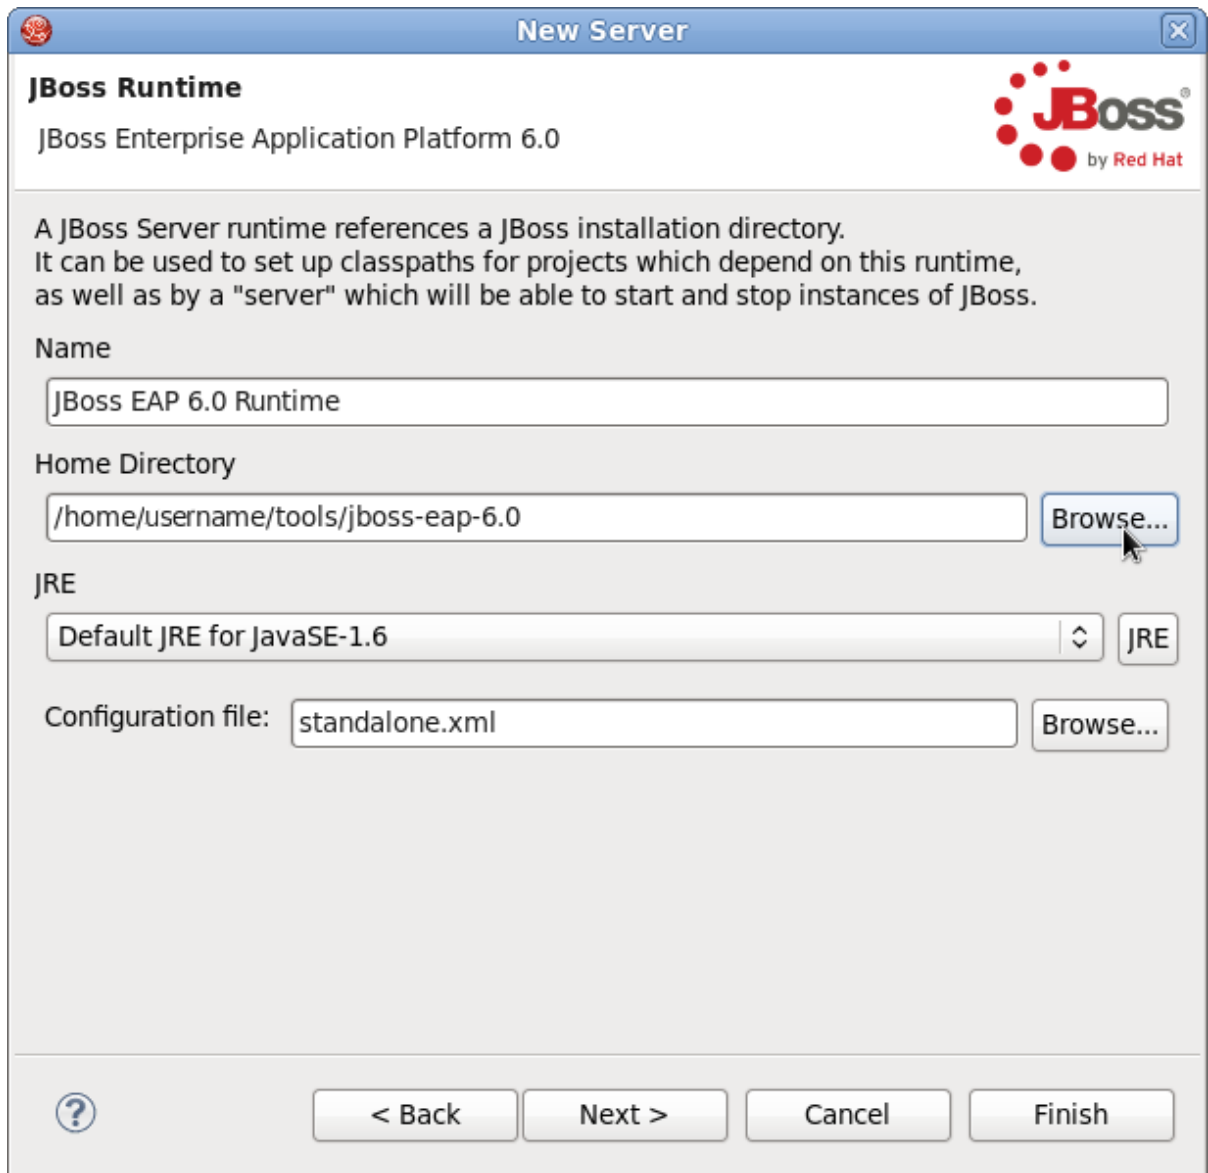 New Server
JBoss Runtime
JBoss Enterprise Application Platform 6.0
JBoss®
by Red Hat
A JBoss Server runtime references a JBoss installation directory.
It can be used to set up classpaths for projects which depend on this runtime,
as well as by a "server" which will be able to start and stop instances of JBoss.
Name
JBoss EAP 6.0 Runtime
Home Directory
/home/username/tools/jboss-eap-6.0 Browse...
JRE
Default JRE for JavaSE-1.6 JRE
Configuration file: standalone.xml Browse...
? < Back Next > Cancel Finish